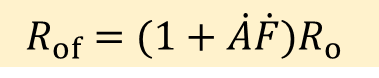 R_of = (1 + ȦḞ)R_o